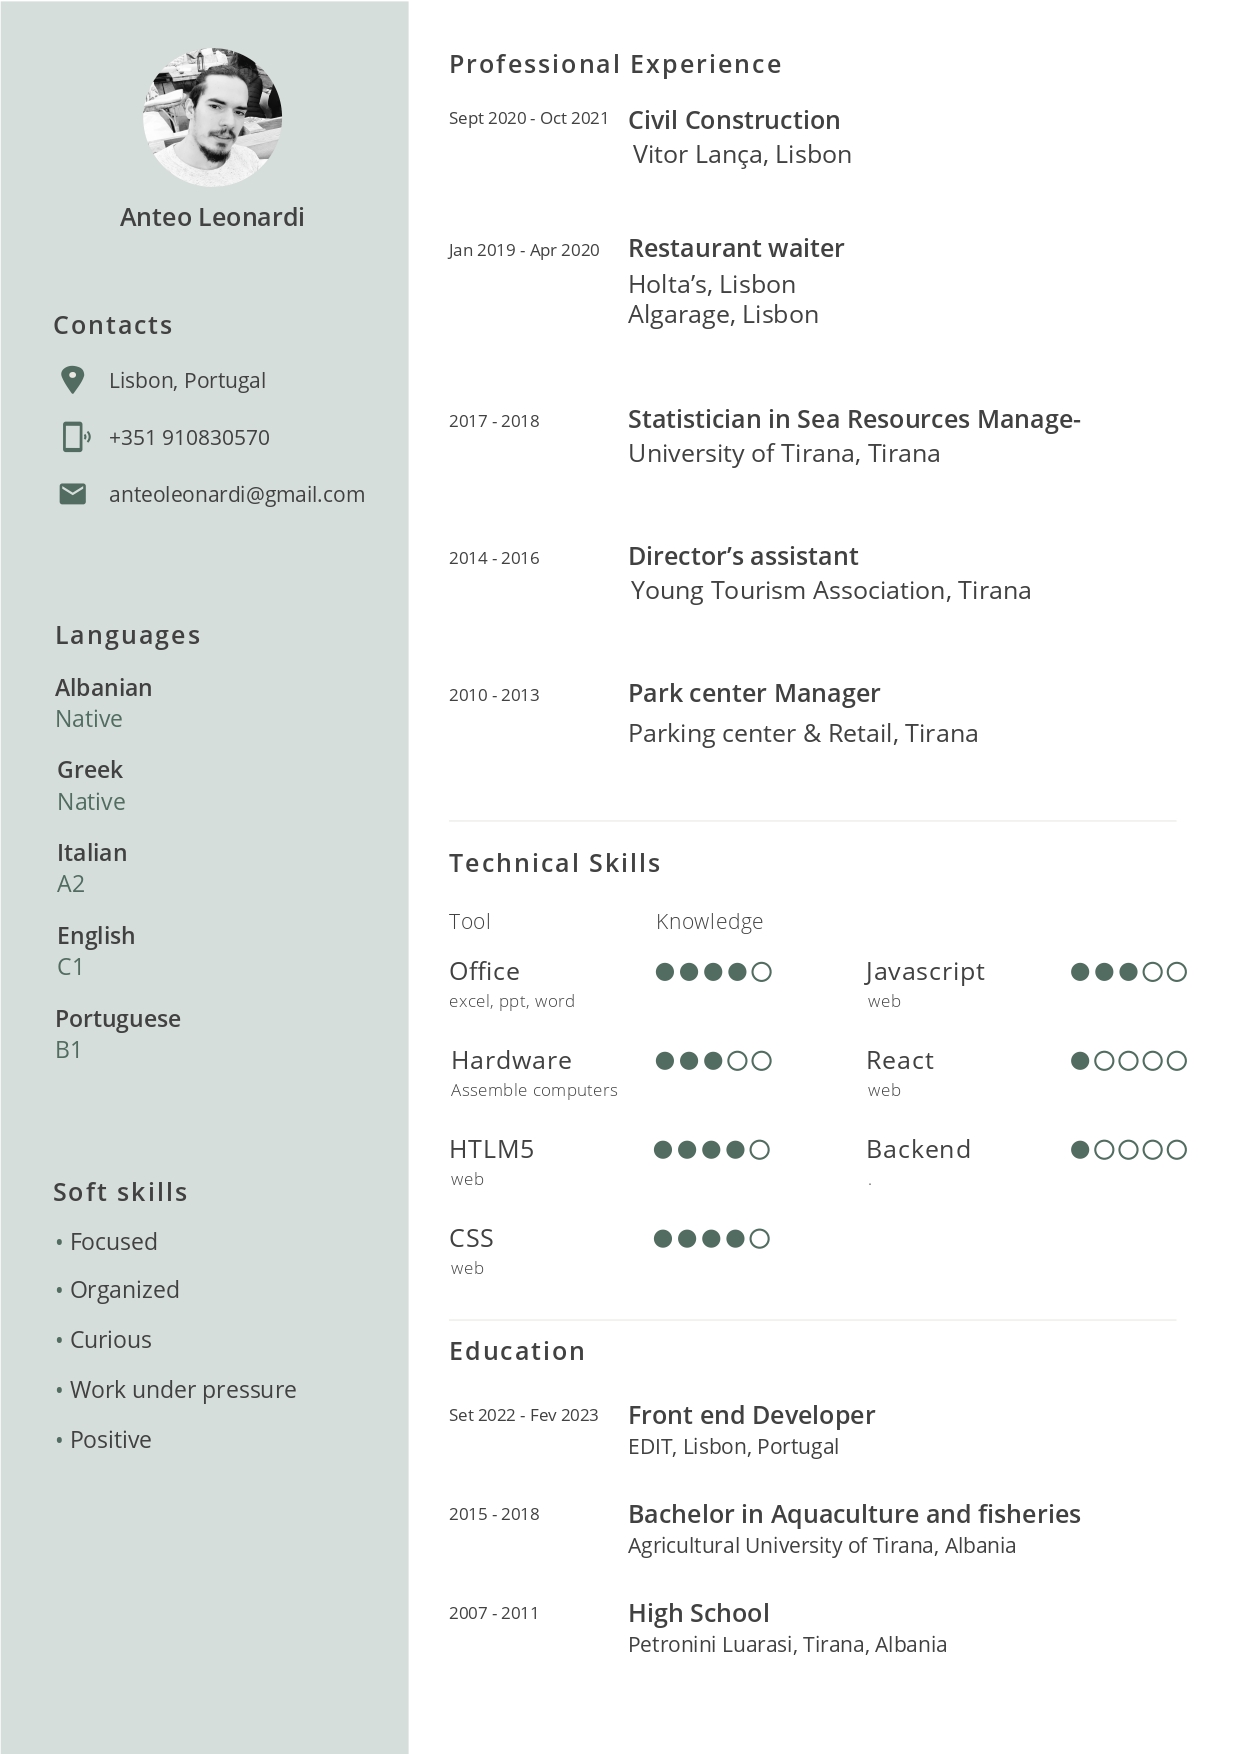 Anteo Leonardi
Contacts
Lisbon, Portugal
+351 910830570
anteoleonardi@gmail.com
Languages
Albanian
Native
Greek
Native
Italian
A2
English
C1
Portuguese
B1
Soft skills
• Focused
• Organized
• Curious
• Work under pressure
• Positive
Professional Experience
Sept 2020 - Oct 2021 Civil Construction
Vitor Lança, Lisbon
Jan 2019 - Apr 2020 Restaurant waiter
Holta’s, Lisbon
Algarage, Lisbon
2017 - 2018 Statistician in Sea Resources Manage-
University of Tirana, Tirana
2014 - 2016 Director’s assistant
Young Tourism Association, Tirana
2010 - 2013 Park center Manager
Parking center & Retail, Tirana
Technical Skills
Tool Knowledge
Office Javascript
excel, ppt, word web
Hardware React
Assemble computers web
HTLM5 Backend
web .
CSS
web
Education
Set 2022 - Fev 2023 Front end Developer
EDIT, Lisbon, Portugal
2015 - 2018 Bachelor in Aquaculture and fisheries
Agricultural University of Tirana, Albania
2007 - 2011 High School
Petronini Luarasi, Tirana, Albania